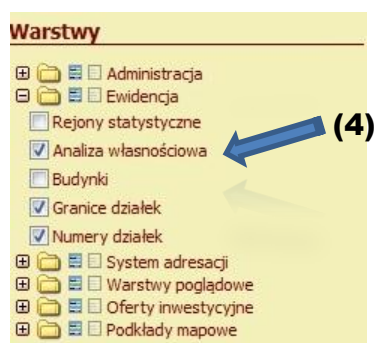 Warstwy
Administracja
Ewidencja
Rejony statystyczne
(4)
Analiza własnościowa
Budynki
Granice działek
Numery działek
System adresacji
Warstwy poglądowe
Oferty inwestycyjne
Podkłady mapowe